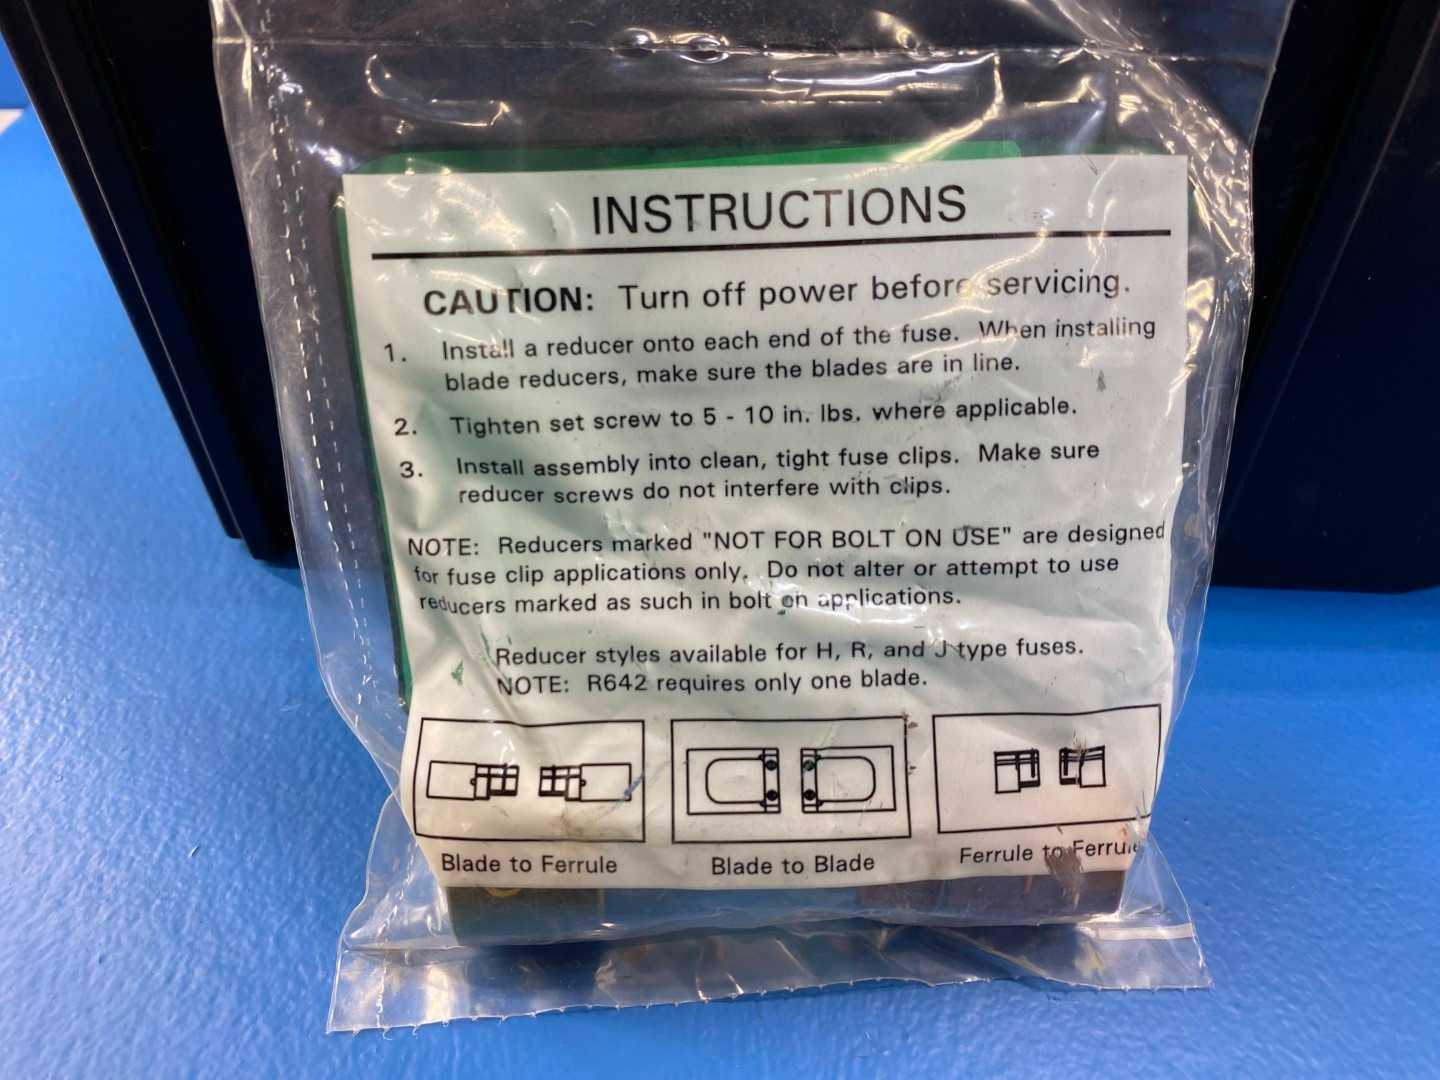 INSTRUCTIONS
CAUTION: Turn off power before servicing.
1. Install a reducer onto each end of the fuse. When installing
blade reducers, make sure the blades are in line.
2. Tighten set screw to 5 - 10 in. lbs. where applicable.
3. Install assembly into clean, tight fuse clips. Make sure
reducer screws do not interfere with clips.
NOTE: Reducers marked "NOT FOR BOLT ON USE" are designed
for fuse clip applications only. Do not alter or attempt to use
reducers marked as such in bolt on applications.
Reducer styles available for H, R, and J type fuses.
NOTE: R642 requires only one blade.
Blade to Ferrule
Blade to Blade
Ferrule to Ferrule